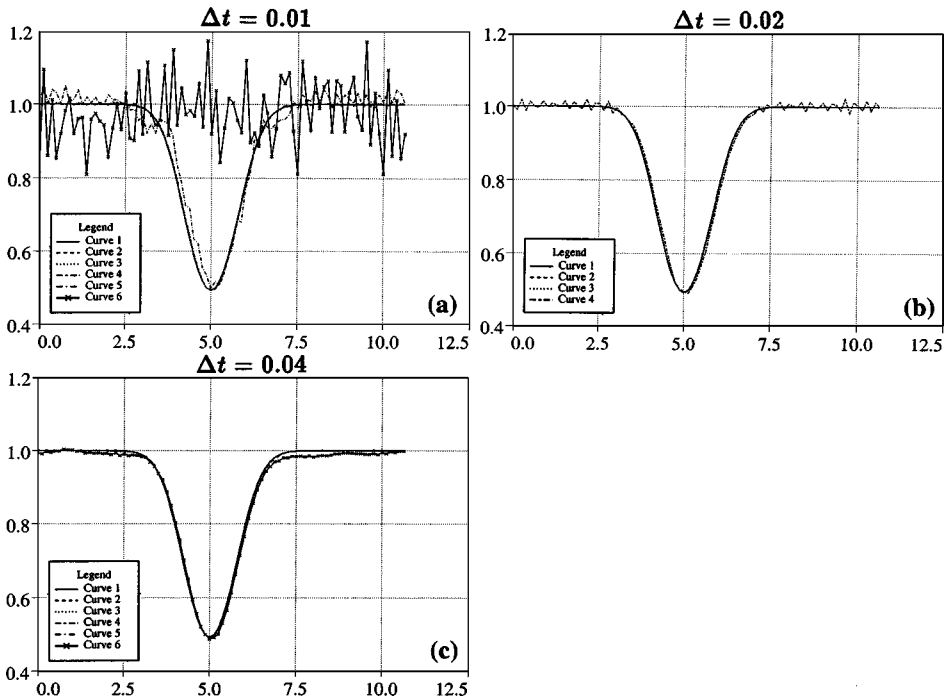 Δt = 0.01
1.2
1.0
0.8
0.6
0.4
Legend
Curve 1
Curve 2
Curve 3
Curve 4
Curve 5
Curve 6
(a)
0.0 2.5 5.0 7.5 10.0 12.5
Δt = 0.02
1.2
1.0
0.8
0.6
0.4
Legend
Curve 1
Curve 2
Curve 3
Curve 4
(b)
0.0 2.5 5.0 7.5 10.0 12.5
Δt = 0.04
1.2
1.0
0.8
0.6
0.4
Legend
Curve 1
Curve 2
Curve 3
Curve 4
Curve 5
Curve 6
(c)
0.0 2.5 5.0 7.5 10.0 12.5